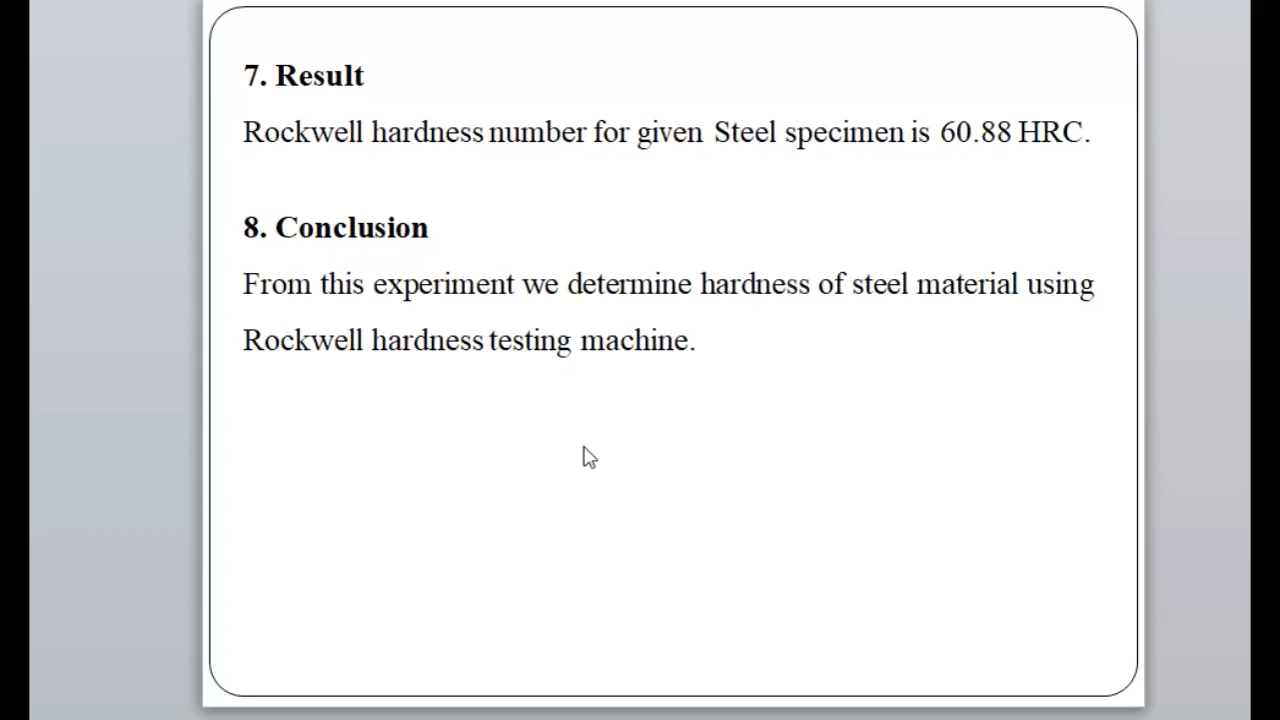 7. Result
Rockwell hardness number for given Steel specimen is 60.88 HRC.
8. Conclusion
From this experiment we determine hardness of steel material using
Rockwell hardness testing machine.